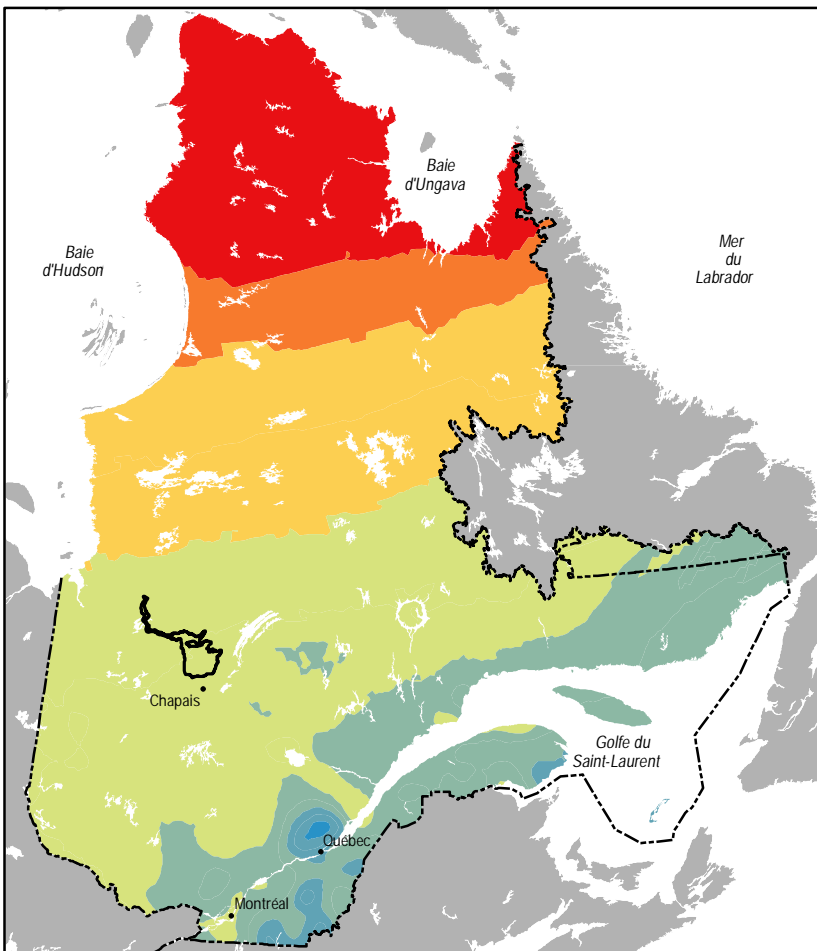 Baie
d'Ungava
Mer
du
Labrador
Baie
d'Hudson
Chapais
Golfe du
Saint-Laurent
Québec
Montréal